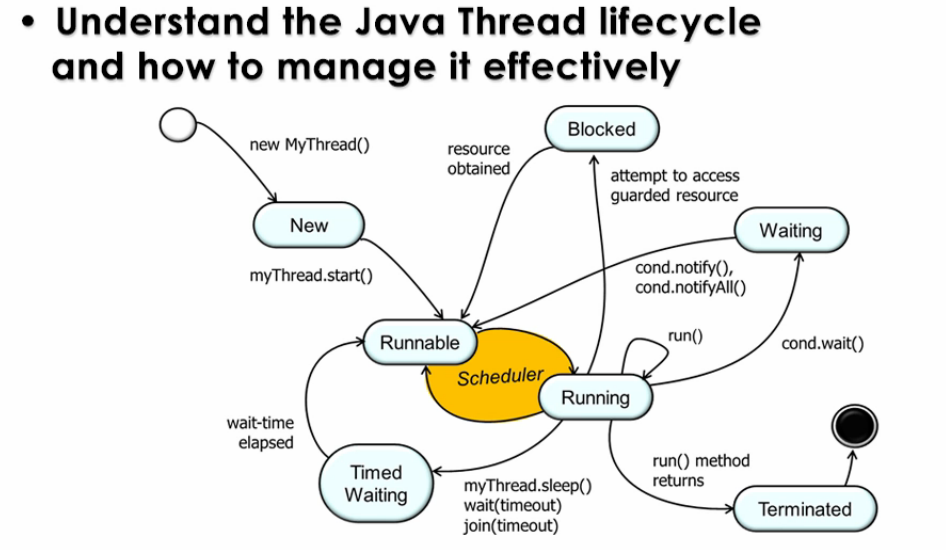 • Understand the Java Thread lifecycle
and how to manage it effectively
new MyThread()
New
myThread.start()
resource
obtained
Blocked
attempt to access
guarded resource
Waiting
cond.notify(),
cond.notifyAll()
cond.wait()
Runnable
Scheduler
run()
Running
wait-time
elapsed
Timed
Waiting
myThread.sleep()
wait(timeout)
join(timeout)
run() method
returns
Terminated